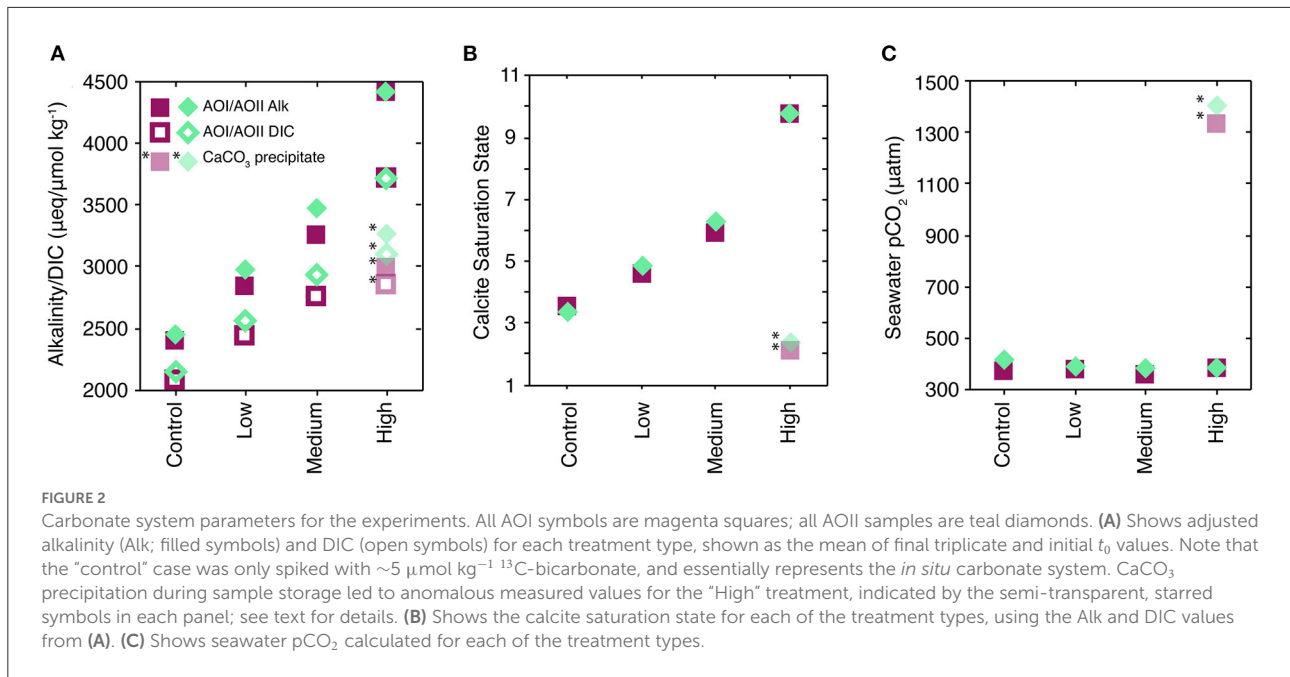 A
Alkalinity/DIC (μeq/μmol kg⁻¹)
4500
4000
3500
3000
2500
2000
AOI/AOII Alk
AOI/AOII DIC
* * CaCO₃ precipitate
*
*
*
*
Control
Low
Medium
High
B
Calcite Saturation State
11
9
7
5
3
1
*
*
Control
Low
Medium
High
C
Seawater pCO₂ (μatm)
1500
1300
1100
900
700
500
300
*
*
Control
Low
Medium
High
FIGURE 2
Carbonate system parameters for the experiments. All AOI symbols are magenta squares; all AOII samples are teal diamonds. (A) Shows adjusted
alkalinity (Alk; filled symbols) and DIC (open symbols) for each treatment type, shown as the mean of final triplicate and initial t₀ values. Note that
the “control” case was only spiked with ∼5 μmol kg⁻¹ ¹³C-bicarbonate, and essentially represents the in situ carbonate system. CaCO₃
precipitation during sample storage led to anomalous measured values for the “High” treatment, indicated by the semi-transparent, starred
symbols in each panel; see text for details. (B) Shows the calcite saturation state for each of the treatment types, using the Alk and DIC values
from (A). (C) Shows seawater pCO₂ calculated for each of the treatment types.